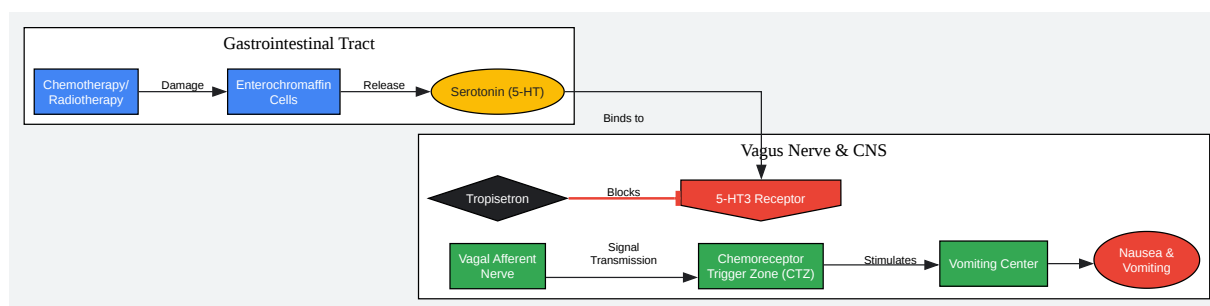 Gastrointestinal Tract
Chemotherapy/
Radiotherapy
Damage
Enterochromaffin
Cells
Release
Serotonin (5-HT)
Binds to
Vagus Nerve & CNS
Tropisetron
Blocks
5-HT3 Receptor
Vagal Afferent
Nerve
Signal
Transmission
Chemoreceptor
Trigger Zone (CTZ)
Stimulates
Vomiting Center
Nausea &
Vomiting